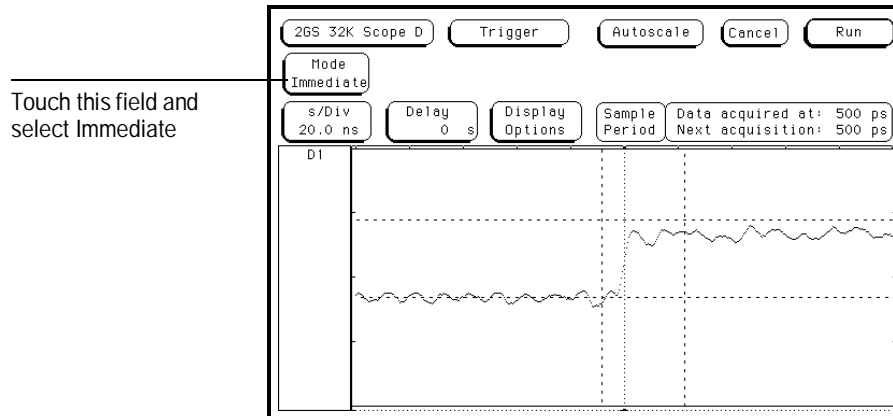 2GS 32K Scope D Trigger Autoscale Cancel Run
Mode
Immediate
Touch this field and
select Immediate
s/Div
20.0 ns
Delay
0 s
Display
Options
Sample
Period
Data acquired at: 500 ps
Next acquisition: 500 ps
D1